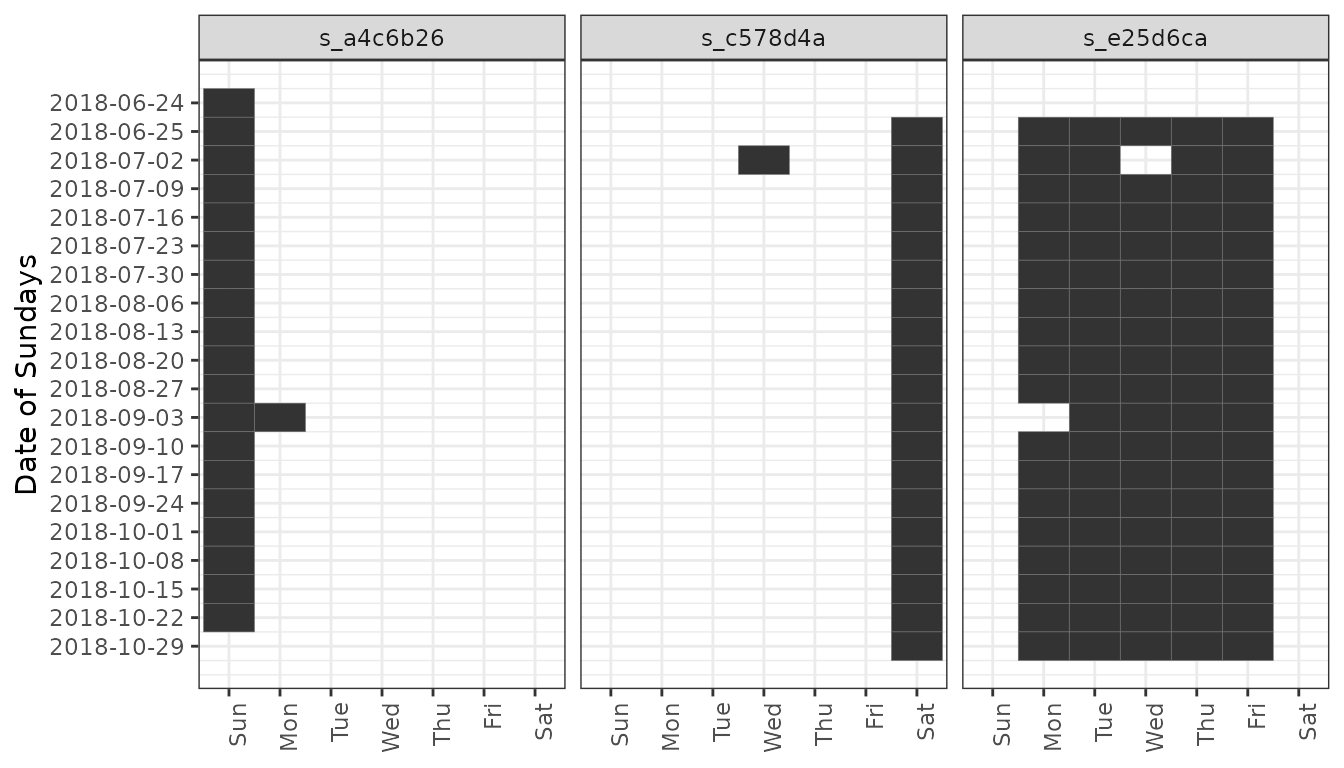 s_a4c6b26
s_c578d4a
s_e25d6ca
Date of Sundays
2018-06-24
2018-06-25
2018-07-02
2018-07-09
2018-07-16
2018-07-23
2018-07-30
2018-08-06
2018-08-13
2018-08-20
2018-08-27
2018-09-03
2018-09-10
2018-09-17
2018-09-24
2018-10-01
2018-10-08
2018-10-15
2018-10-22
2018-10-29
Sun Mon Tue Wed Thu Fri Sat
Sun Mon Tue Wed Thu Fri Sat
Sun Mon Tue Wed Thu Fri Sat